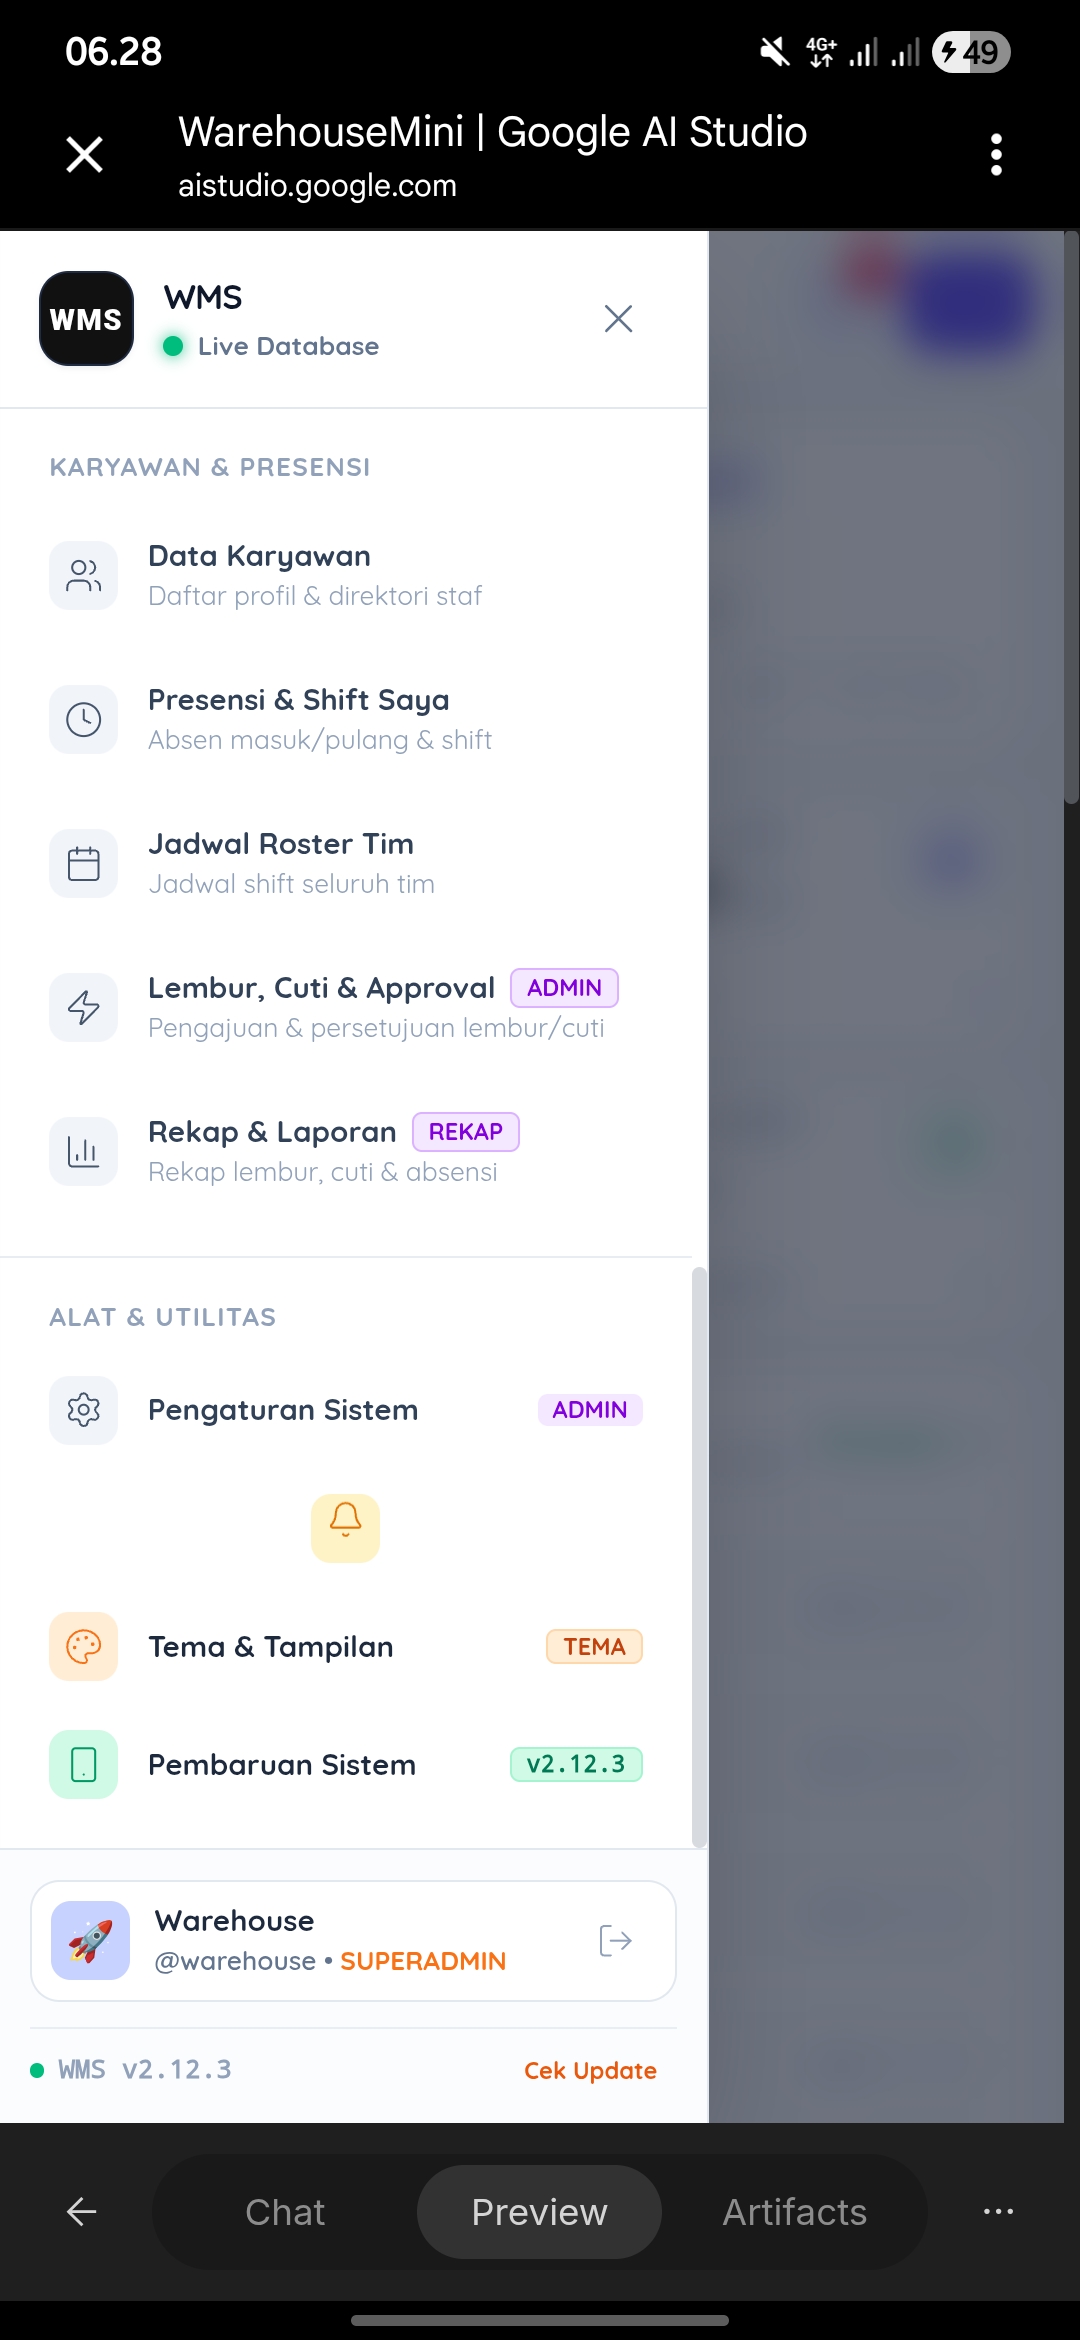 06.28
4G+
49
WarehouseMini | Google AI Studio
aistudio.google.com
WMS
WMS
Live Database
KARYAWAN & PRESENSI
Data Karyawan
Daftar profil & direktori staf
Presensi & Shift Saya
Absen masuk/pulang & shift
Jadwal Roster Tim
Jadwal shift seluruh tim
Lembur, Cuti & Approval ADMIN
Pengajuan & persetujuan lembur/cuti
Rekap & Laporan REKAP
Rekap lembur, cuti & absensi
ALAT & UTILITAS
Pengaturan Sistem ADMIN
Tema & Tampilan TEMA
Pembaruan Sistem v2.12.3
Warehouse
@warehouse • SUPERADMIN
WMS v2.12.3 Cek Update
Chat Preview Artifacts